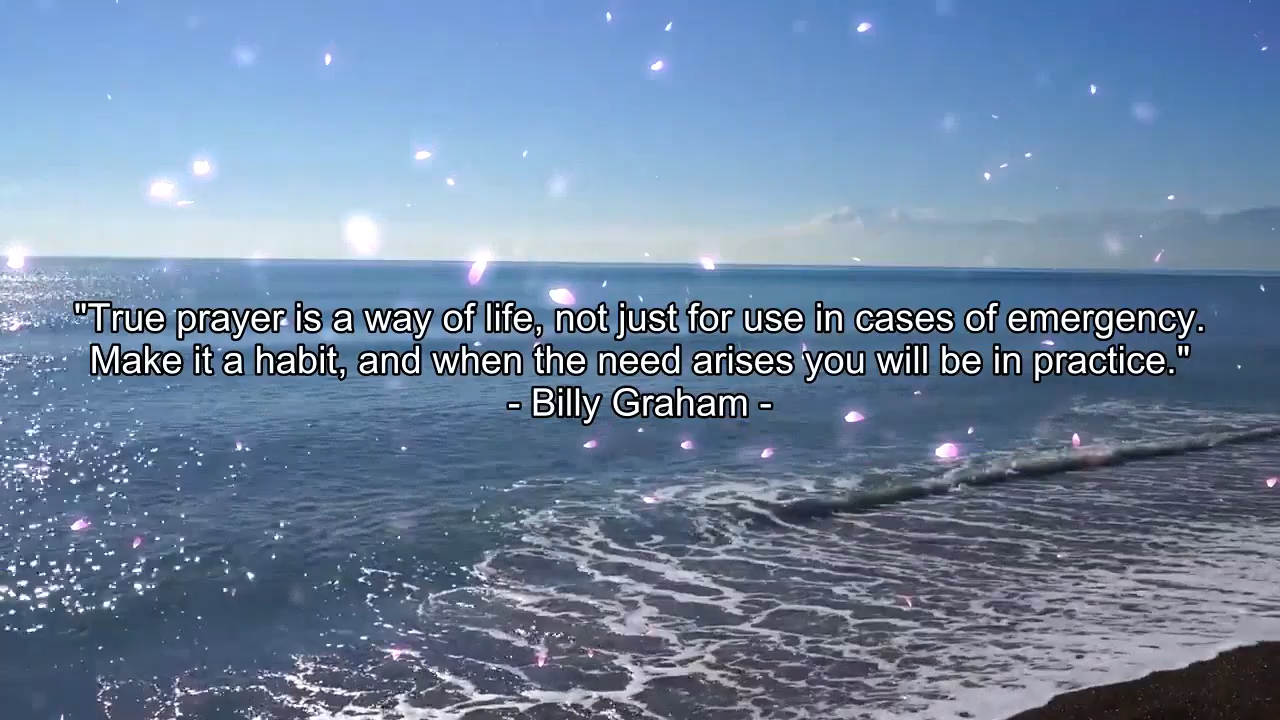 "True prayer is a way of life, not just for use in cases of emergency.
Make it a habit, and when the need arises you will be in practice."
- Billy Graham -